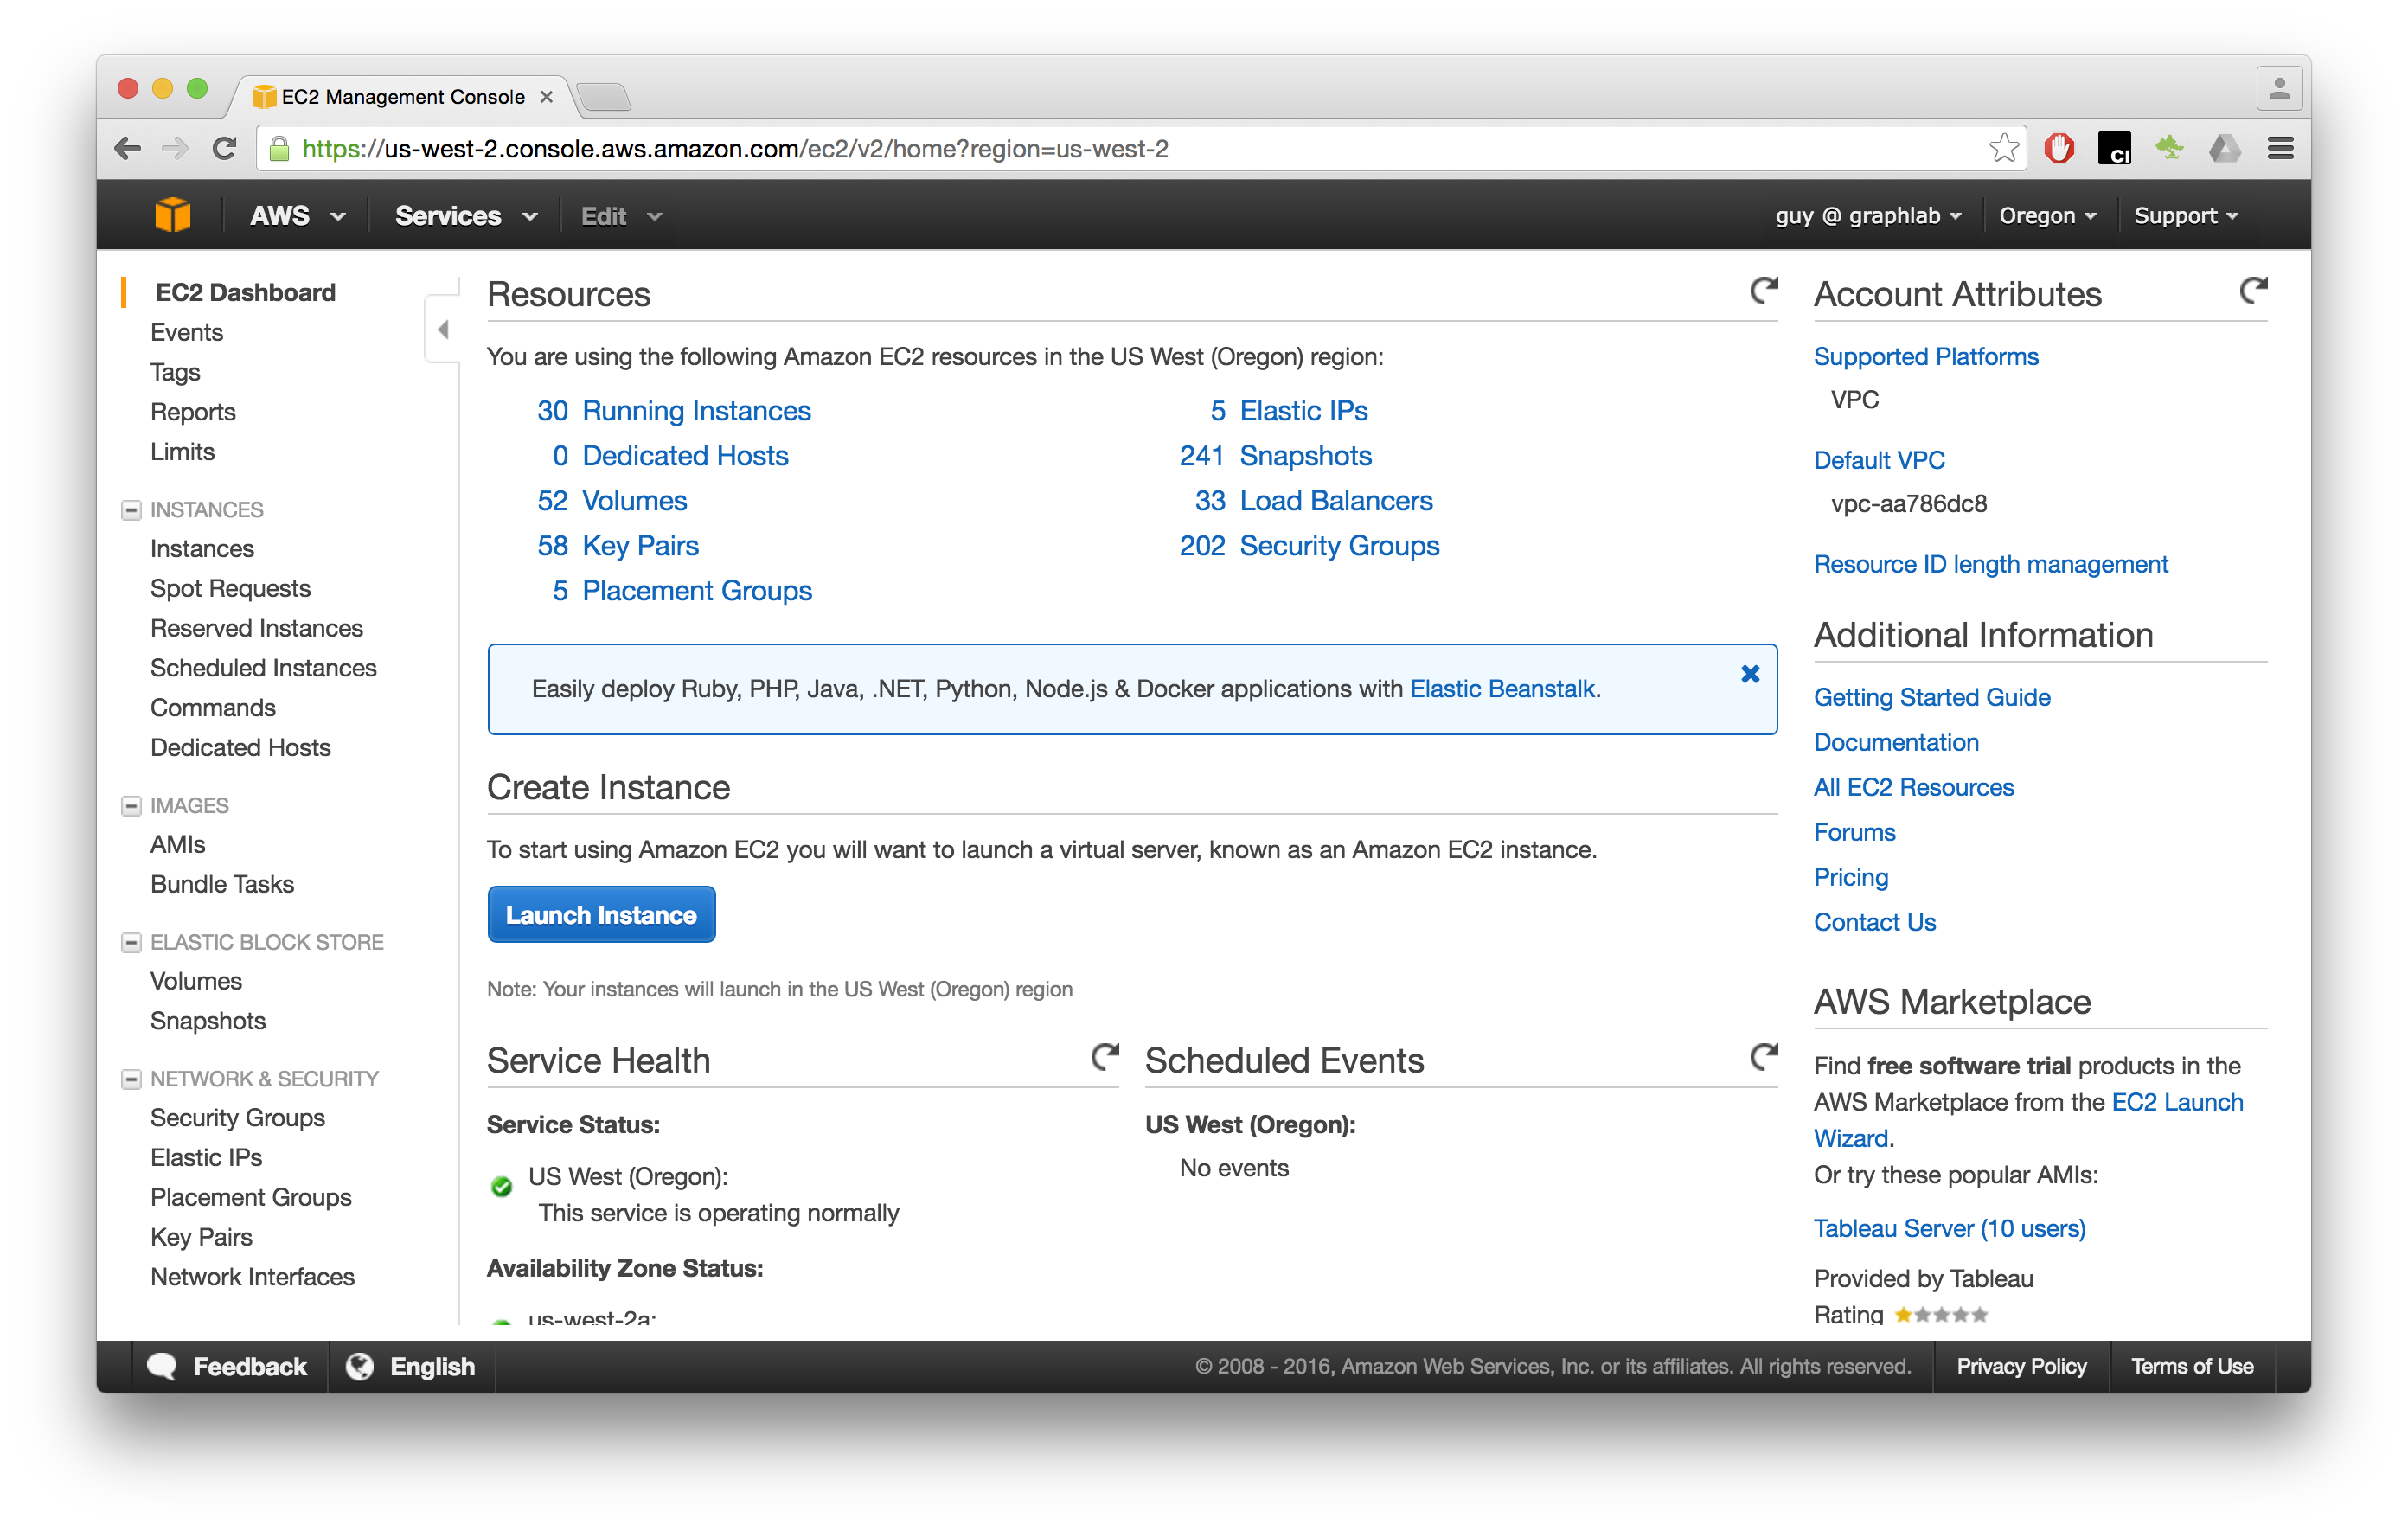 EC2 Management Console
https://us-west-2.console.aws.amazon.com/ec2/v2/home?region=us-west-2
CI
AWS Services Edit guy @ graphlab Oregon Support
EC2 Dashboard
Events
Tags
Reports
Limits
INSTANCES
Instances
Spot Requests
Reserved Instances
Scheduled Instances
Commands
Dedicated Hosts
IMAGES
AMIs
Bundle Tasks
ELASTIC BLOCK STORE
Volumes
Snapshots
NETWORK & SECURITY
Security Groups
Elastic IPs
Placement Groups
Key Pairs
Network Interfaces
Resources
You are using the following Amazon EC2 resources in the US West (Oregon) region:
30 Running Instances
0 Dedicated Hosts
52 Volumes
58 Key Pairs
5 Placement Groups
5 Elastic IPs
241 Snapshots
33 Load Balancers
202 Security Groups
Easily deploy Ruby, PHP, Java, .NET, Python, Node.js & Docker applications with Elastic Beanstalk.
Create Instance
To start using Amazon EC2 you will want to launch a virtual server, known as an Amazon EC2 instance.
Launch Instance
Note: Your instances will launch in the US West (Oregon) region
Service Health
Service Status:
US West (Oregon):
This service is operating normally
Availability Zone Status:
us-west-2a:
Scheduled Events
US West (Oregon):
No events
Account Attributes
Supported Platforms
VPC
Default VPC
vpc-aa786dc8
Resource ID length management
Additional Information
Getting Started Guide
Documentation
All EC2 Resources
Forums
Pricing
Contact Us
AWS Marketplace
Find free software trial products in the
AWS Marketplace from the EC2 Launch
Wizard.
Or try these popular AMIs:
Tableau Server (10 users)
Provided by Tableau
Rating
Feedback English © 2008 - 2016, Amazon Web Services, Inc. or its affiliates. All rights reserved. Privacy Policy Terms of Use